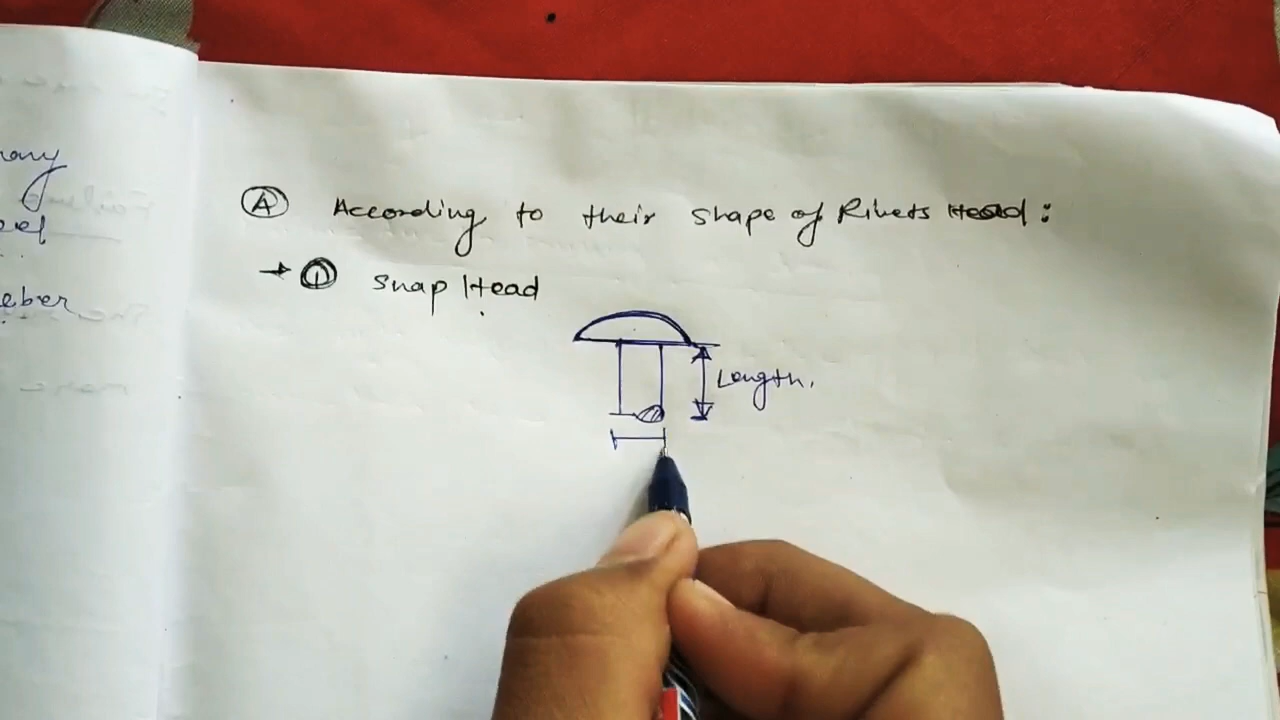 Ⓐ According to their shape of Rivets Head :
→ ① Snap Head
Length.